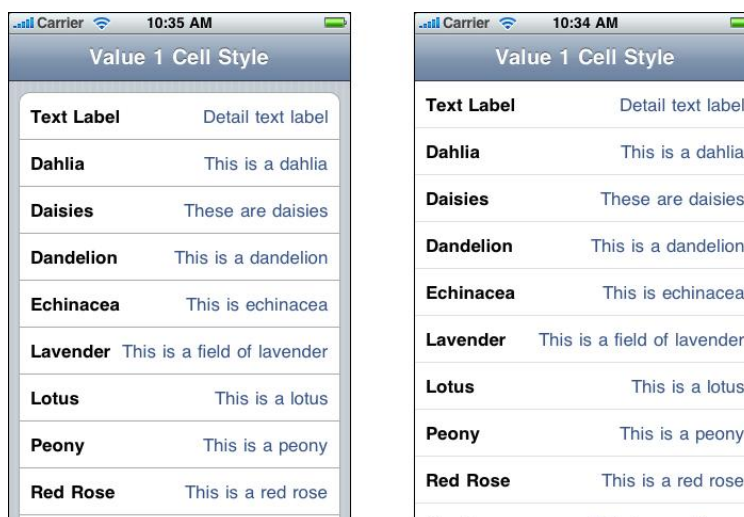 Carrier 10:35 AM
Value 1 Cell Style
Text Label Detail text label
Dahlia This is a dahlia
Daisies These are daisies
Dandelion This is a dandelion
Echinacea This is echinacea
Lavender This is a field of lavender
Lotus This is a lotus
Peony This is a peony
Red Rose This is a red rose
Carrier 10:34 AM
Value 1 Cell Style
Text Label Detail text label
Dahlia This is a dahlia
Daisies These are daisies
Dandelion This is a dandelion
Echinacea This is echinacea
Lavender This is a field of lavender
Lotus This is a lotus
Peony This is a peony
Red Rose This is a red rose